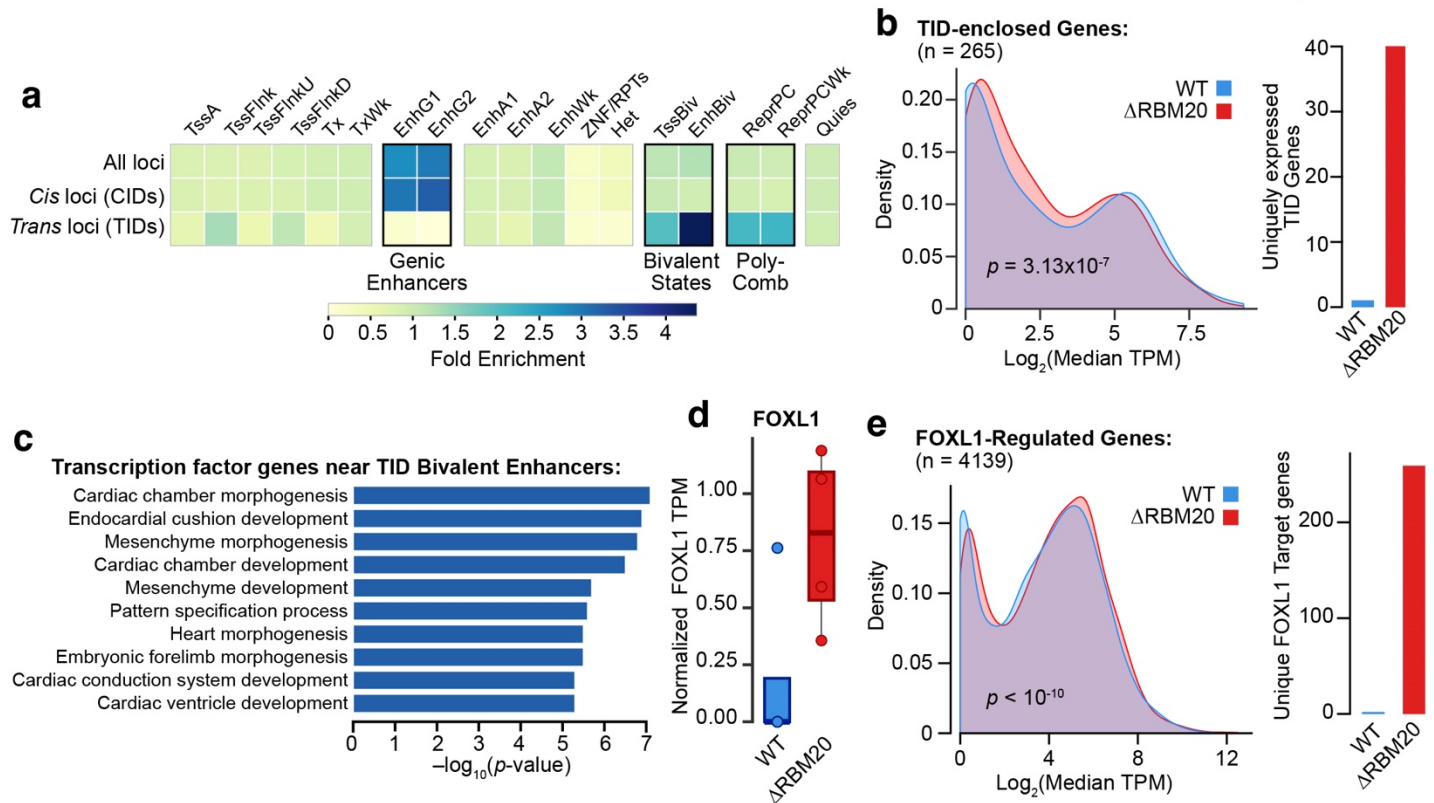 a
TssA
TssFlnk
TssFlnkU
TssFlnkD
Tx
TxWk
EnhG1
EnhG2
EnhA1
EnhA2
EnhWk
ZNF/RPTs
Het
TssBiv
EnhBiv
ReprPC
ReprPCWk
Quies
All loci
Cis loci (CIDs)
Trans loci (TIDs)
Genic
Enhancers
Bivalent
States
Poly-
Comb
0 0.5 1 1.5 2 2.5 3 3.5 4
Fold Enrichment
b
TID-enclosed Genes:
(n = 265)
WT
ΔRBM20
Density
0.20
0.15
0.10
0.05
0
p = 3.13x10-7
0 2.5 5 7.5
Log2(Median TPM)
Uniquely expressed
TID Genes
40
30
20
10
0
WT
ΔRBM20
c
Transcription factor genes near TID Bivalent Enhancers:
Cardiac chamber morphogenesis
Endocardial cushion development
Mesenchyme morphogenesis
Cardiac chamber development
Mesenchyme development
Pattern specification process
Heart morphogenesis
Embryonic forelimb morphogenesis
Cardiac conduction system development
Cardiac ventricle development
0 1 2 3 4 5 6 7
–log10(p-value)
d
FOXL1
Normalized FOXL1 TPM
1.00
0.75
0.50
0.25
0.00
WT
ΔRBM20
e
FOXL1-Regulated Genes:
(n = 4139)
WT
ΔRBM20
Density
0.15
0.10
0.05
0
p < 10-10
0 4 8 12
Log2(Median TPM)
Unique FOXL1 Target genes
200
100
0
WT
ΔRBM20